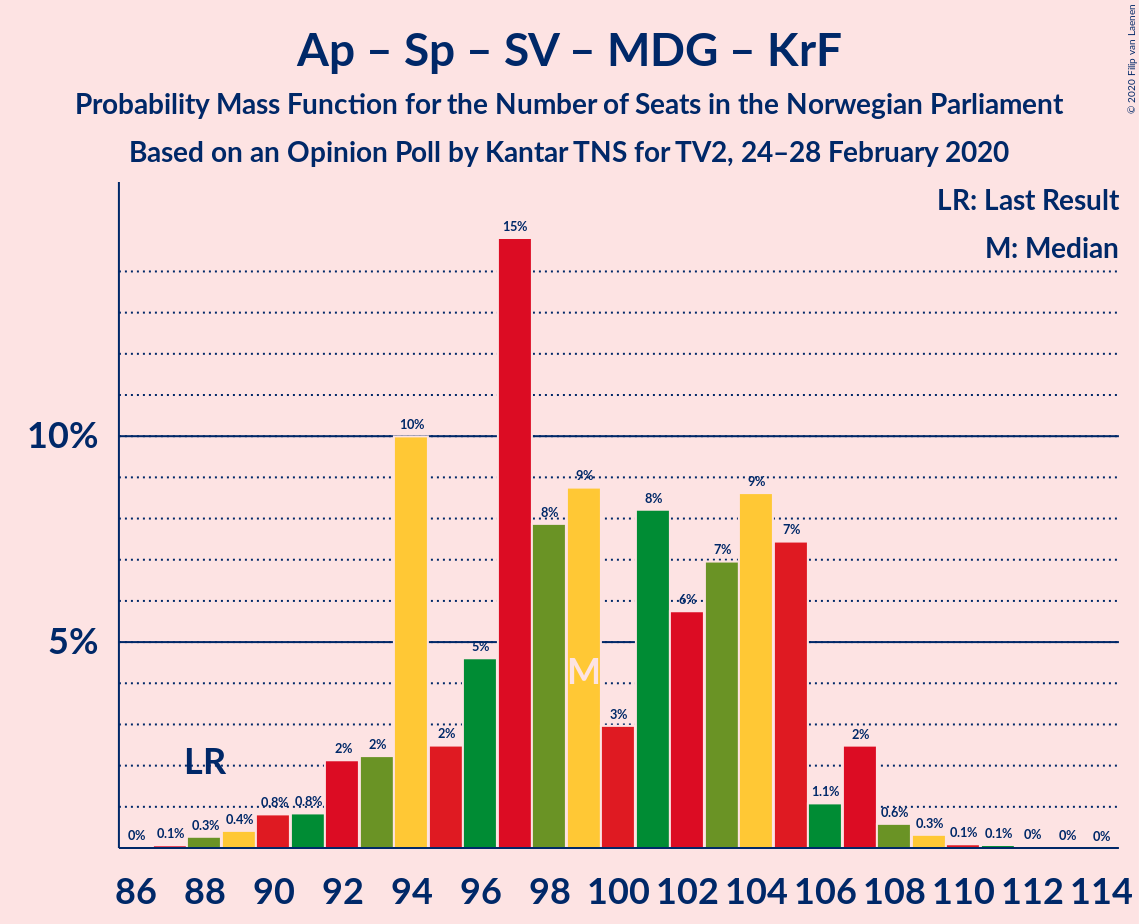 Ap – Sp – SV – MDG – KrF
Probability Mass Function for the Number of Seats in the Norwegian Parliament
Based on an Opinion Poll by Kantar TNS for TV2, 24–28 February 2020
© 2020 Filip van Laenen
LR: Last Result
M: Median
10%
5%
0% 0.1% 0.3% 0.4% 0.8% 0.8% 2% 2% 10% 2% 5% 15% 8% 9% 3% 8% 6% 7% 9% 7% 1.1% 2% 0.6% 0.3% 0.1% 0.1% 0% 0% 0%
LR
M
86 88 90 92 94 96 98 100 102 104 106 108 110 112 114